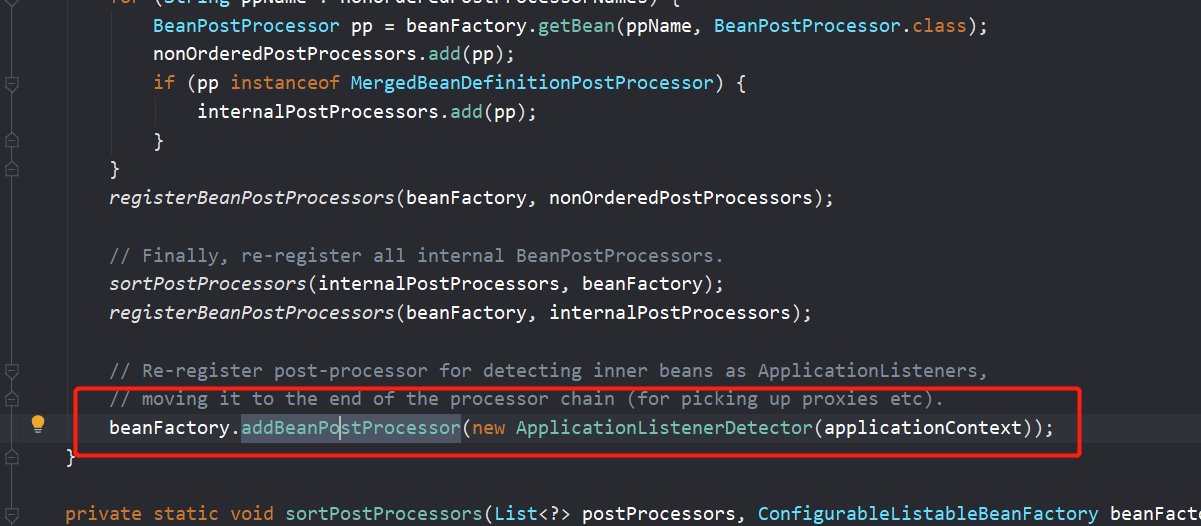 for (String ppName : nonOrderedPostProcessorNames) {
BeanPostProcessor pp = beanFactory.getBean(ppName, BeanPostProcessor.class);
nonOrderedPostProcessors.add(pp);
if (pp instanceof MergedBeanDefinitionPostProcessor) {
internalPostProcessors.add(pp);
}
}
registerBeanPostProcessors(beanFactory, nonOrderedPostProcessors);
// Finally, re-register all internal BeanPostProcessors.
sortPostProcessors(internalPostProcessors, beanFactory);
registerBeanPostProcessors(beanFactory, internalPostProcessors);
// Re-register post-processor for detecting inner beans as ApplicationListeners,
// moving it to the end of the processor chain (for picking up proxies etc).
beanFactory.addBeanPostProcessor(new ApplicationListenerDetector(applicationContext));
}
private static void sortPostProcessors(List<?> postProcessors, ConfigurableListableBeanFactory beanFact